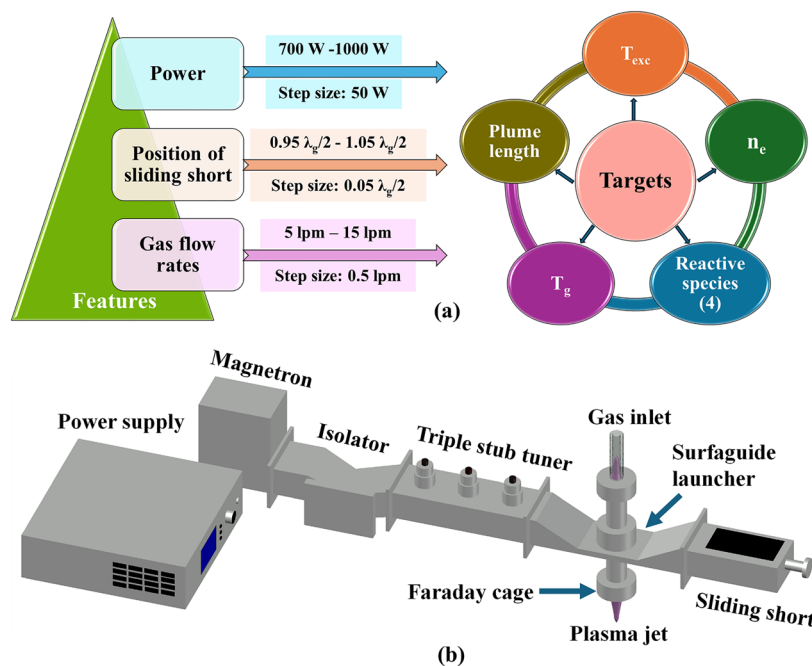 Power
700 W -1000 W
Step size: 50 W
Position of
sliding short
0.95 λg/2 - 1.05 λg/2
Step size: 0.05 λg/2
Gas flow
rates
5 lpm – 15 lpm
Step size: 0.5 lpm
Features
Texc
Plume
length
ne
Targets
Tg
Reactive
species
(4)
(a)
Magnetron
Power supply
Isolator
Triple stub tuner
Gas inlet
Surfaguide
launcher
Faraday cage
Sliding short
Plasma jet
(b)